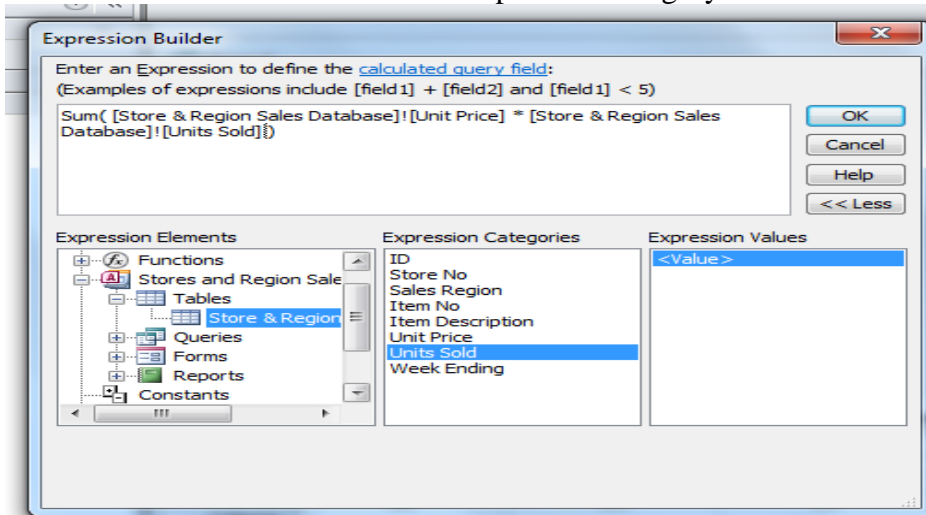 Expression Builder
Enter an Expression to define the calculated query field:
(Examples of expressions include [field1] + [field2] and [field1] < 5)
Sum( [Store & Region Sales Database]![Unit Price] * [Store & Region Sales
Database]![Units Sold])
OK
Cancel
Help
<< Less
Expression Elements
Functions
Stores and Region Sale
Tables
Store & Region
Queries
Forms
Reports
Constants
Expression Categories
ID
Store No
Sales Region
Item No
Item Description
Unit Price
Units Sold
Week Ending
Expression Values
<Value>